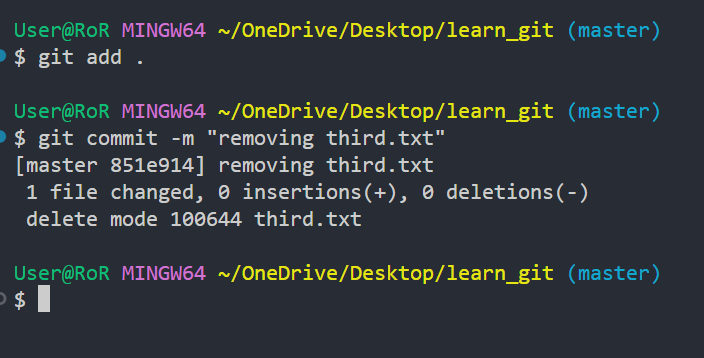 User@RoR MINGW64 ~/OneDrive/Desktop/learn_git (master)
$ git add .
User@RoR MINGW64 ~/OneDrive/Desktop/learn_git (master)
$ git commit -m "removing third.txt"
[master 851e914] removing third.txt
 1 file changed, 0 insertions(+), 0 deletions(-)
 delete mode 100644 third.txt
User@RoR MINGW64 ~/OneDrive/Desktop/learn_git (master)
$